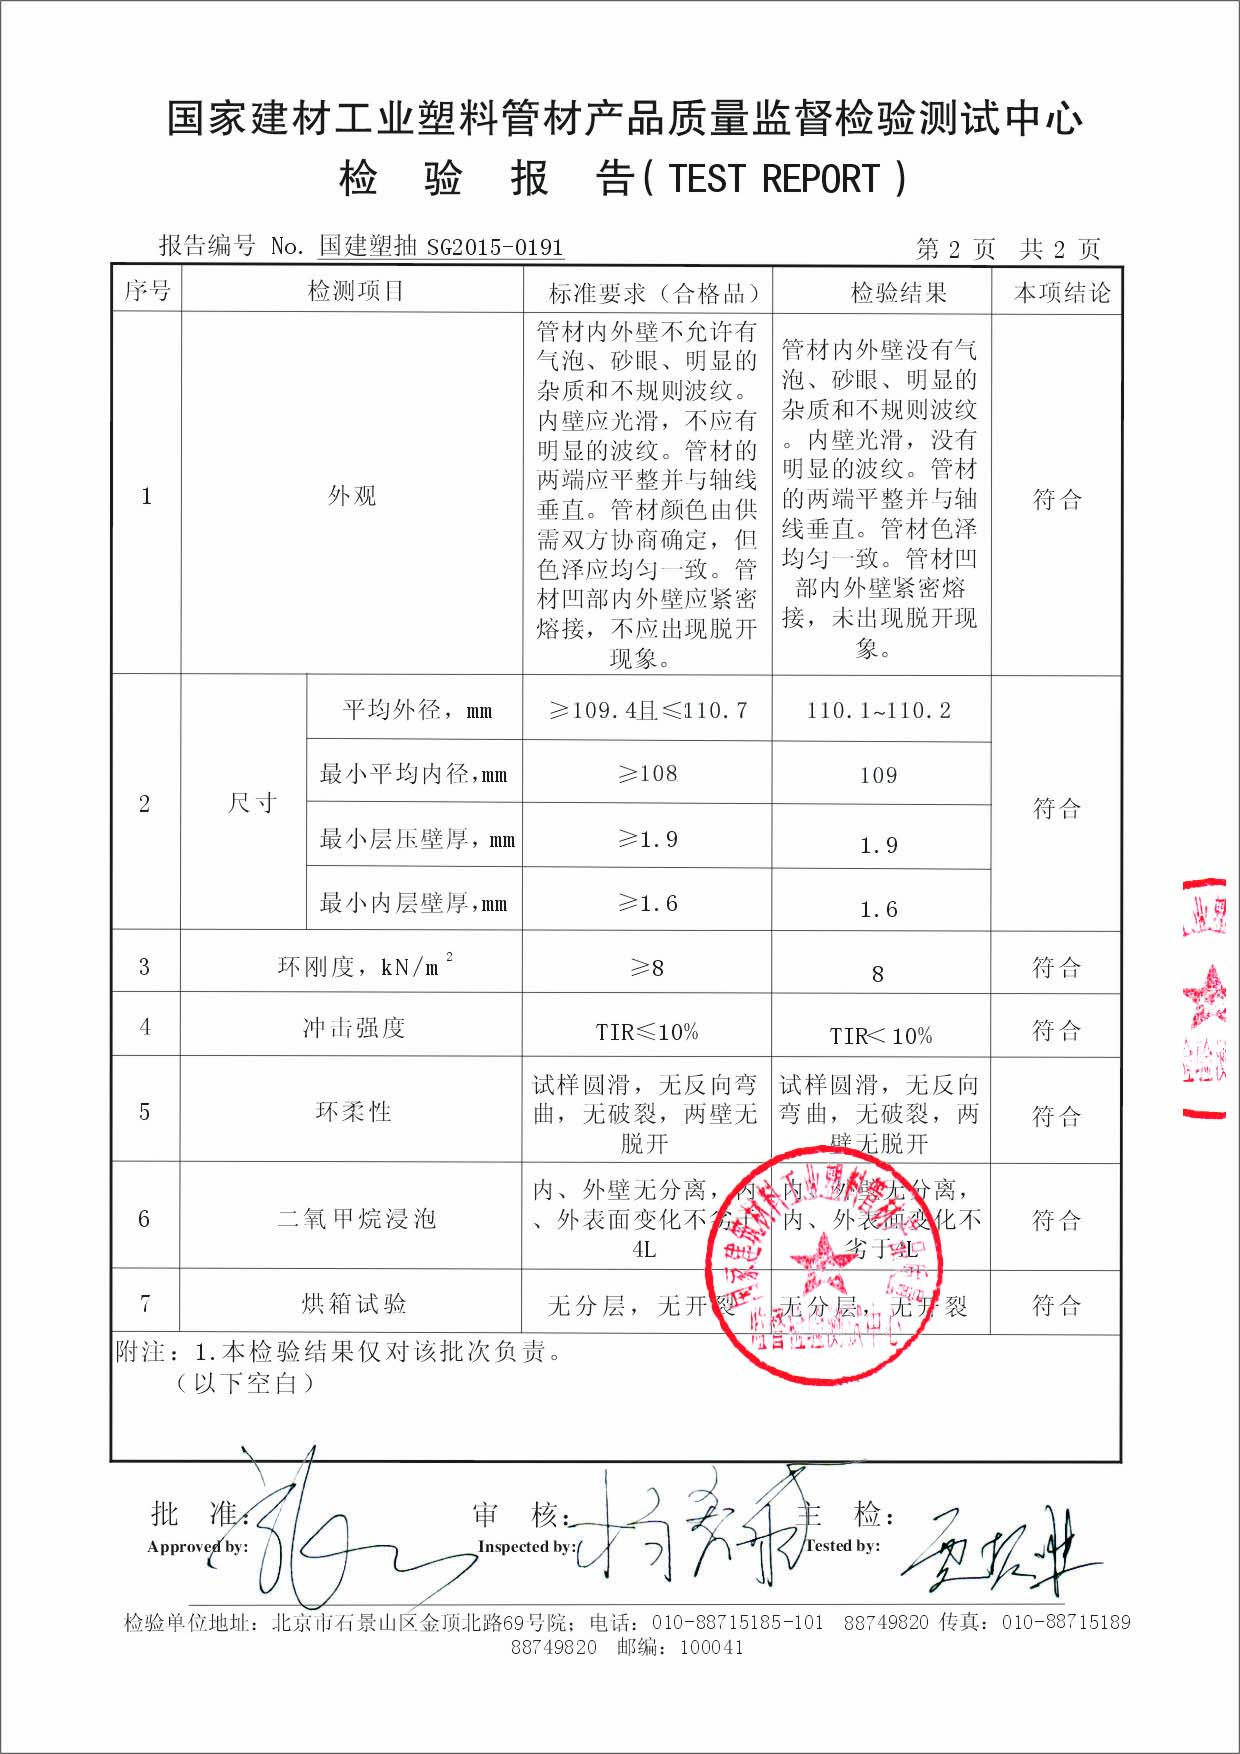 国家建材工业塑料管材产品质量监督检验测试中心
检 验 报 告( TEST REPORT )
报告编号 No. 国建塑抽 SG2015-0191
第 2 页 共 2 页
序号 检测项目 标准要求（合格品） 检验结果 本项结论
1
外观
管材内外壁不允许有
气泡、砂眼、明显的
杂质和不规则波纹。
内壁应光滑，不应有
明显的波纹。管材的
两端应平整并与轴线
垂直。管材颜色由供
需双方协商确定，但
色泽应均匀一致。管
材凹部内外壁应紧密
熔接，不应出现脱开
现象。
管材内外壁没有气
泡、砂眼、明显的
杂质和不规则波纹
。内壁光滑，没有
明显的波纹。管材
的两端平整并与轴
线垂直。管材色泽
均匀一致。管材凹
部内外壁紧密熔
接，未出现脱开现
象。
符合
2
尺寸
平均外径，mm ≥109.4且≤110.7 110.1~110.2
最小平均内径,mm ≥108 109
最小层压壁厚，mm ≥1.9 1.9
最小内层壁厚,mm ≥1.6 1.6
符合
3 环刚度，kN/m² ≥8 8 符合
4 冲击强度 TIR≤10% TIR<10% 符合
5
环柔性
试样圆滑，无反向弯
曲，无破裂，两壁无
脱开
试样圆滑，无反向
弯曲，无破裂，两
壁无脱开
符合
6
二氧甲烷浸泡
内、外壁无分离，内
、外表面变化不劣于
4L
内、外壁无分离，
内、外表面变化不
劣于4L
符合
7 烘箱试验 无分层，无开裂 无分层，无开裂 符合
附注：1.本检验结果仅对该批次负责。
（以下空白）
国家建筑材料工业塑料管材产品质量
监督检验测试中心
业塑
检验测
批 准：
Approved by:
审 核：
Inspected by:
主 检：
Tested by:
检验单位地址：北京市石景山区金顶北路69号院；电话：010-88715185-101 88749820 传真：010-88715189
88749820 邮编：100041